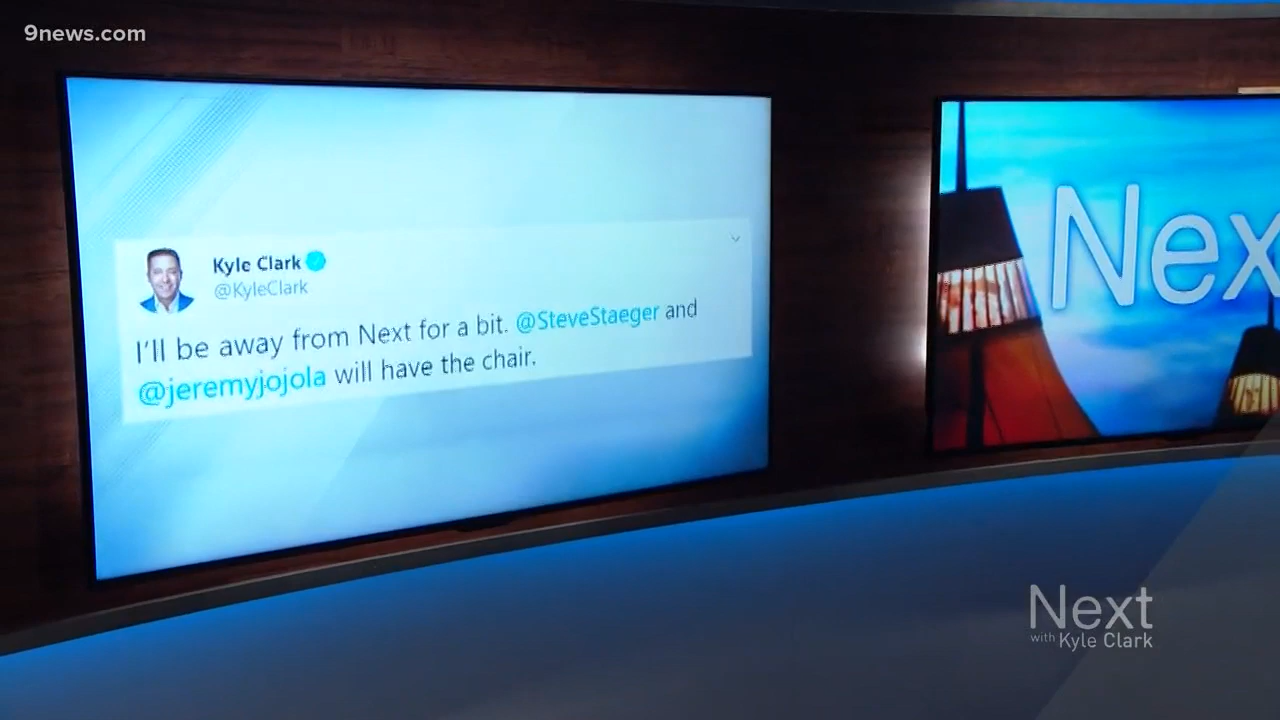 9news.com
Kyle Clark
@KyleClark
I'll be away from Next for a bit. @SteveStaeger and
@jeremyjojola will have the chair.
Nex
Next
with Kyle Clark